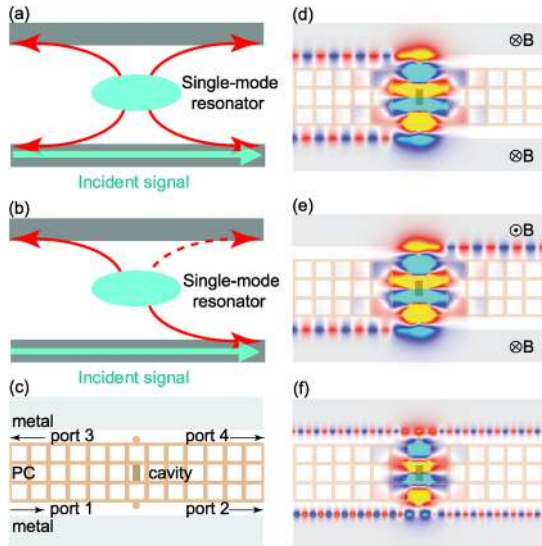 (a)
Single-mode
resonator
Incident signal
(b)
Single-mode
resonator
Incident signal
(c)
metal
port 3
port 4
PC
cavity
port 1
port 2
metal
(d)
⊗B
⊗B
(e)
⊙B
⊗B
(f)